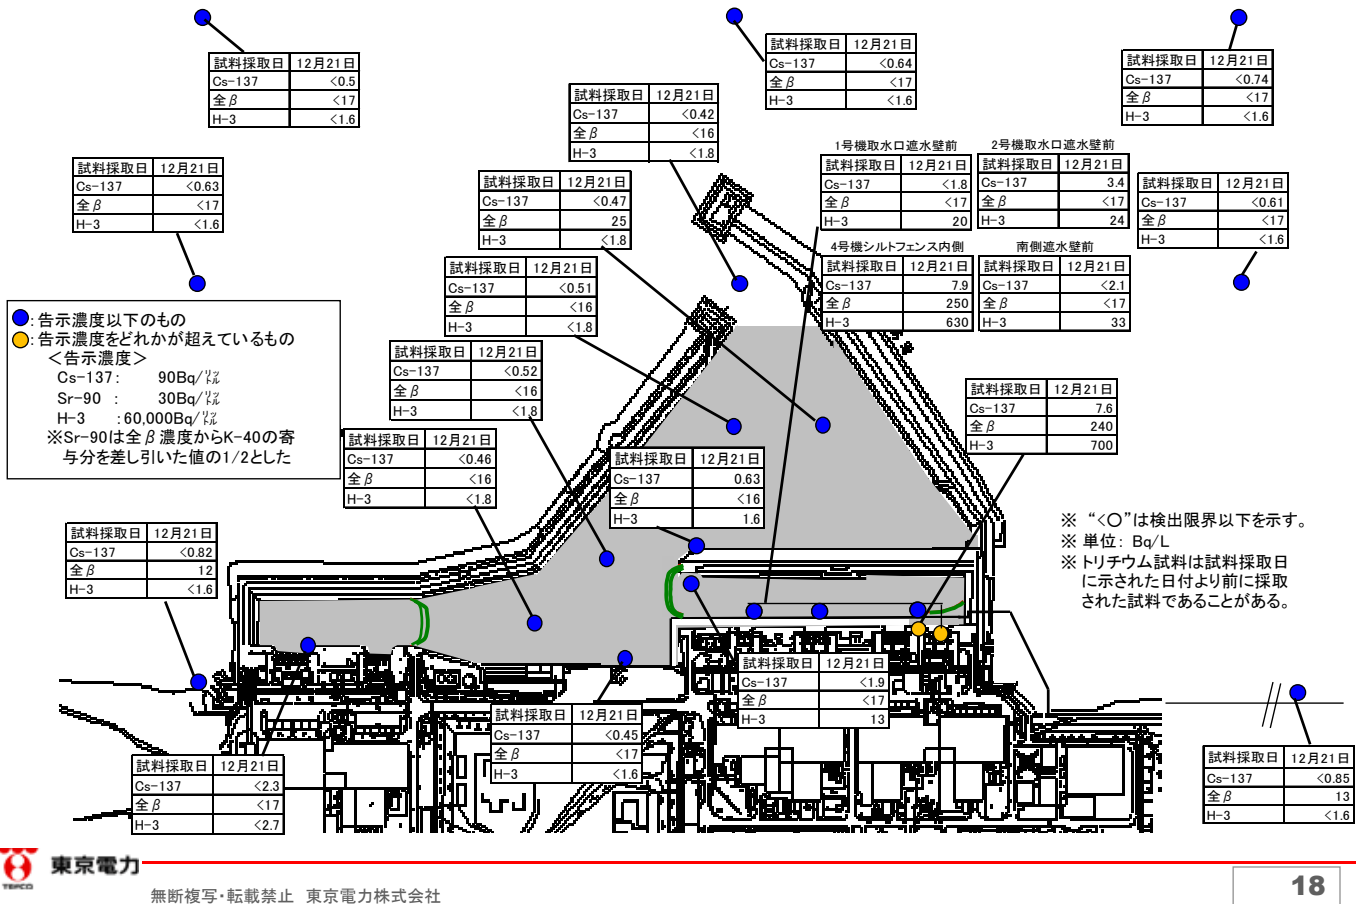 試料採取日 12月21日
Cs-137 <0.5
全β <17
H-3 <1.6
試料採取日 12月21日
Cs-137 <0.64
全β <17
H-3 <1.6
試料採取日 12月21日
Cs-137 <0.74
全β <17
H-3 <1.6
試料採取日 12月21日
Cs-137 <0.42
全β <16
H-3 <1.8
試料採取日 12月21日
Cs-137 <0.63
全β <17
H-3 <1.6
試料採取日 12月21日
Cs-137 <0.47
全β 25
H-3 <1.8
1号機取水口遮水壁前
試料採取日 12月21日
Cs-137 <1.8
全β <17
H-3 20
2号機取水口遮水壁前
試料採取日 12月21日
Cs-137 3.4
全β <17
H-3 24
試料採取日 12月21日
Cs-137 <0.61
全β <17
H-3 <1.6
4号機シルトフェンス内側
試料採取日 12月21日
Cs-137 7.9
全β 250
H-3 630
南側遮水壁前
試料採取日 12月21日
Cs-137 <2.1
全β <17
H-3 33
試料採取日 12月21日
Cs-137 <0.51
全β <16
H-3 <1.8
:告示濃度以下のもの
:告示濃度をどれかが超えているもの
<告示濃度>
Cs-137: 90Bq/㍑
Sr-90 : 30Bq/㍑
H-3 :60,000Bq/㍑
※Sr-90は全β濃度からK-40の寄
与分を差し引いた値の1/2とした
試料採取日 12月21日
Cs-137 <0.52
全β <16
H-3 <1.8
試料採取日 12月21日
Cs-137 7.6
全β 240
H-3 700
試料採取日 12月21日
Cs-137 <0.46
全β <16
H-3 <1.8
試料採取日 12月21日
Cs-137 0.63
全β <16
H-3 1.6
※ “<○”は検出限界以下を示す。
※ 単位: Bq/L
※ トリチウム試料は試料採取日
に示された日付より前に採取
された試料であることがある。
試料採取日 12月21日
Cs-137 <0.82
全β 12
H-3 <1.6
試料採取日 12月21日
Cs-137 <1.9
全β <17
H-3 13
試料採取日 12月21日
Cs-137 <0.45
全β <17
H-3 <1.6
試料採取日 12月21日
Cs-137 <2.3
全β <17
H-3 <2.7
試料採取日 12月21日
Cs-137 <0.85
全β 13
H-3 <1.6
TEPCO
東京電力
無断複写・転載禁止 東京電力株式会社
18